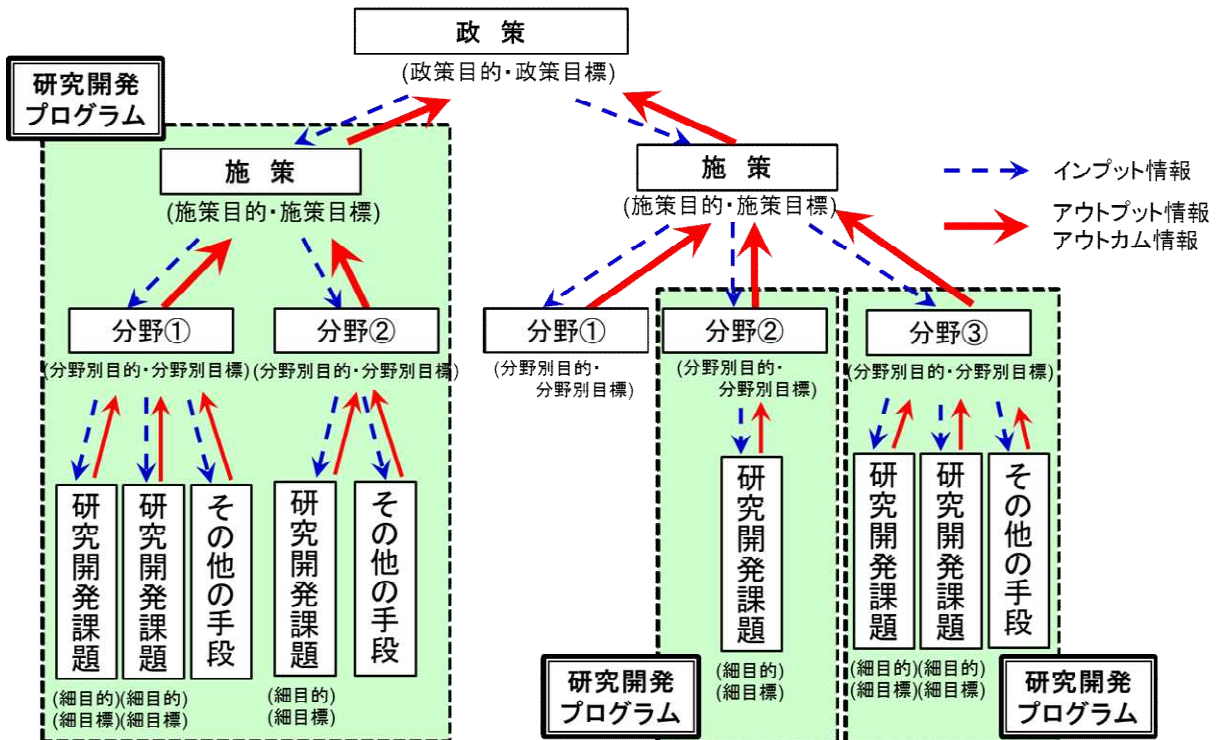 政 策
(政策目的・政策目標)
研究開発
プログラム
施 策
(施策目的・施策目標)
施 策
(施策目的・施策目標)
インプット情報
アウトプット情報
アウトカム情報
分野①
(分野別目的・分野別目標)
分野②
(分野別目的・分野別目標)
分野①
(分野別目的・
分野別目標)
分野②
(分野別目的・
分野別目標)
分野③
(分野別目的・分野別目標)
研究開発課題
研究開発課題
その他の手段
研究開発課題
その他の手段
研究開発課題
研究開発課題
研究開発課題
その他の手段
(細目的)(細目的)
(細目標)(細目標)
(細目的)
(細目標)
(細目的)
(細目標)
(細目的)(細目的)
(細目標)(細目標)
研究開発
プログラム
研究開発
プログラム